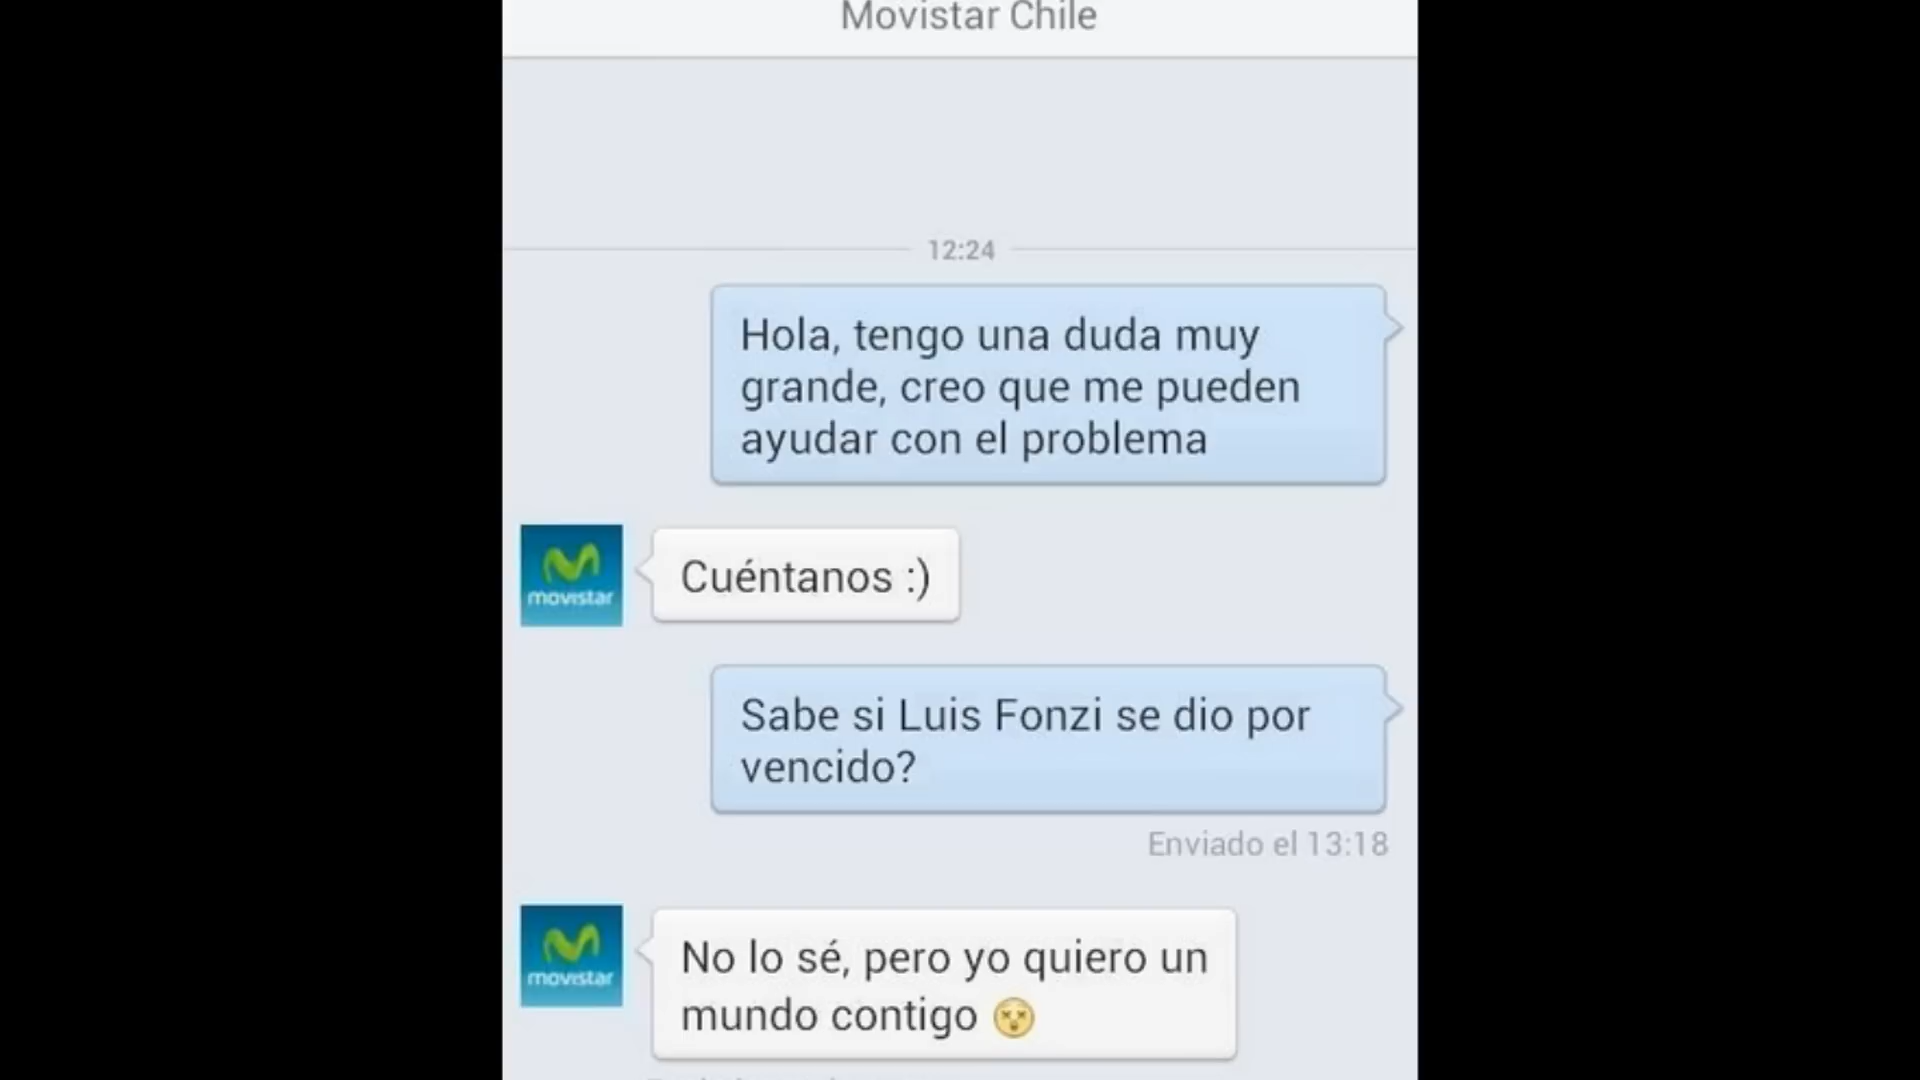 Movistar Chile
12:24
Hola, tengo una duda muy
grande, creo que me pueden
ayudar con el problema
movistar
Cuéntanos :)
Sabe si Luis Fonzi se dio por
vencido?
Enviado el 13:18
movistar
No lo sé, pero yo quiero un
mundo contigo 😵